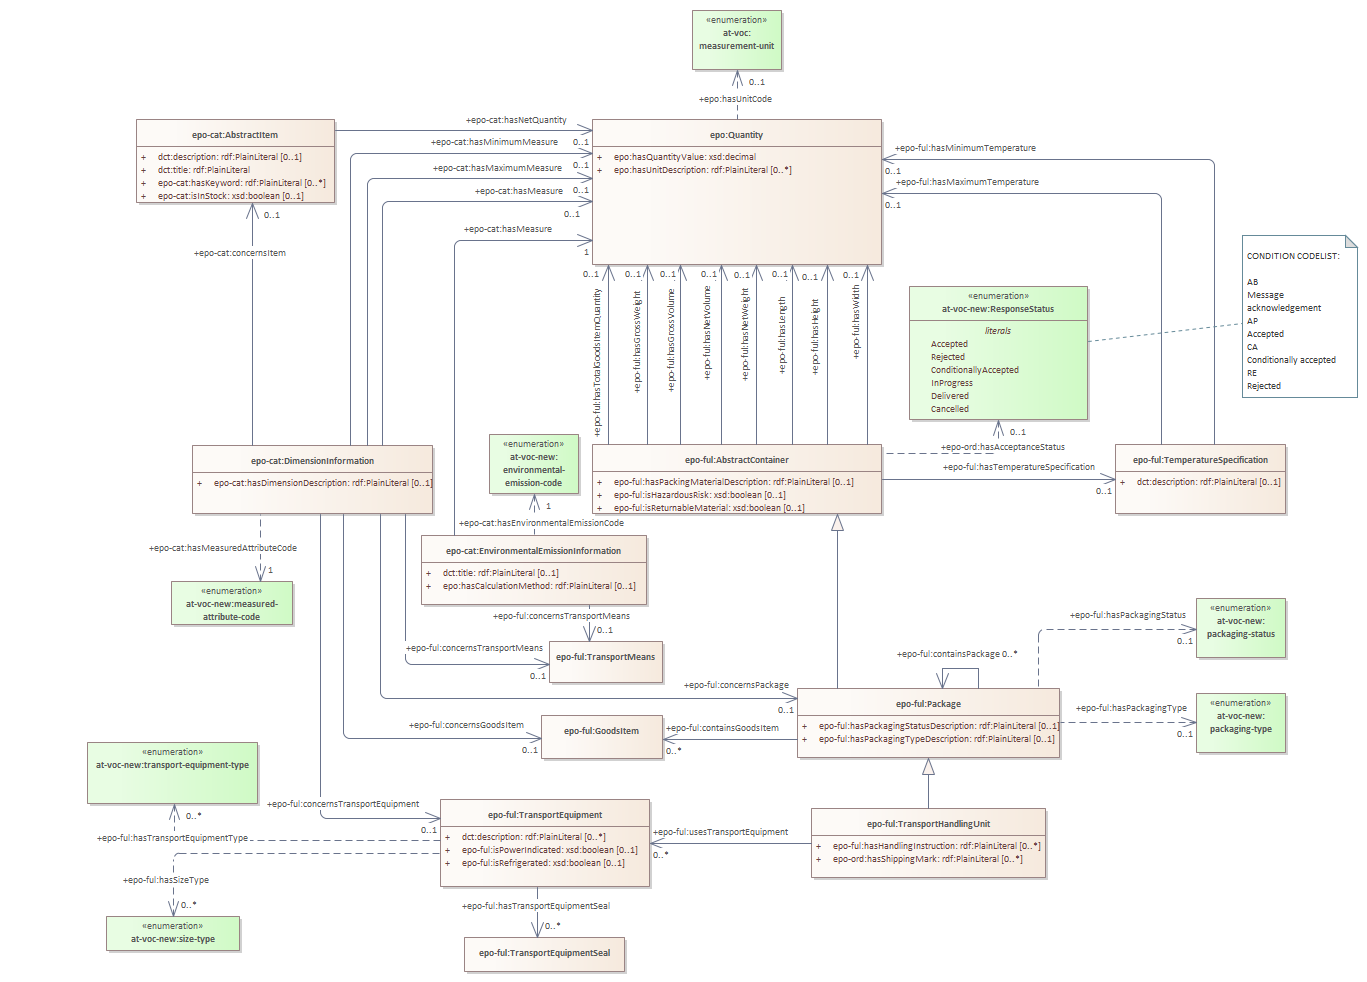 «enumeration»
at-voc:
measurement-unit
0..1
+epo:hasUnitCode
epo-cat:AbstractItem
+ dct:description: rdf:PlainLiteral [0..1]
+ dct:title: rdf:PlainLiteral
+ epo-cat:hasKeyword: rdf:PlainLiteral [0..*]
+ epo-cat:isInStock: xsd:boolean [0..1]
+epo-cat:hasNetQuantity
0..1
+epo-cat:hasMinimumMeasure
0..1
+epo-cat:hasMaximumMeasure
0..1
+epo-cat:hasMeasure
0..1
+epo-cat:hasMeasure
1
epo:Quantity
+ epo:hasQuantityValue: xsd:decimal
+ epo:hasUnitDescription: rdf:PlainLiteral [0..*]
+epo-ful:hasMinimumTemperature
0..1
+epo-ful:hasMaximumTemperature
0..1
0..1
+epo-cat:concernsItem
CONDITION CODELIST:
AB
Message
acknowledgement
AP
Accepted
CA
Conditionally accepted
RE
Rejected
0..1
0..1
0..1
0..1
0..1
0..1
0..1
0..1
+epo-ful:hasTotalGoodsItemQuantity
+epo-ful:hasGrossWeight
+epo-ful:hasGrossVolume
+epo-ful:hasNetVolume
+epo-ful:hasNetWeight
+epo-ful:hasLength
+epo-ful:hasHeight
+epo-ful:hasWidth
«enumeration»
at-voc-new:ResponseStatus
literals
Accepted
Rejected
ConditionallyAccepted
InProgress
Delivered
Cancelled
0..1
+epo-ord:hasAcceptanceStatus
+epo-ful:hasTemperatureSpecification
0..1
epo-cat:DimensionInformation
+ epo-cat:hasDimensionDescription: rdf:PlainLiteral [0..1]
«enumeration»
at-voc-new:
environmental-
emission-code
1
+epo-cat:hasEnvironmentalEmissionCode
epo-ful:AbstractContainer
+ epo-ful:hasPackingMaterialDescription: rdf:PlainLiteral [0..1]
+ epo-ful:isHazardousRisk: xsd:boolean [0..1]
+ epo-ful:isReturnableMaterial: xsd:boolean [0..1]
epo-ful:TemperatureSpecification
+ dct:description: rdf:PlainLiteral [0..1]
+epo-cat:hasMeasuredAttributeCode
1
«enumeration»
at-voc-new:measured-
attribute-code
epo-cat:EnvironmentalEmissionInformation
+ dct:title: rdf:PlainLiteral [0..1]
+ epo:hasCalculationMethod: rdf:PlainLiteral [0..1]
+epo-ful:concernsTransportMeans
0..1
+epo-ful:concernsTransportMeans
0..1
epo-ful:TransportMeans
+epo-ful:hasPackagingStatus
0..1
«enumeration»
at-voc-new:
packaging-status
+epo-ful:containsPackage 0..*
+epo-ful:concernsPackage
0..1
epo-ful:Package
+ epo-ful:hasPackagingStatusDescription: rdf:PlainLiteral [0..1]
+ epo-ful:hasPackagingTypeDescription: rdf:PlainLiteral [0..1]
+epo-ful:hasPackagingType
0..1
«enumeration»
at-voc-new:
packaging-type
+epo-ful:concernsGoodsItem
0..1
epo-ful:GoodsItem
+epo-ful:containsGoodsItem
0..*
«enumeration»
at-voc-new:transport-equipment-type
0..*
+epo-ful:hasTransportEquipmentType
+epo-ful:concernsTransportEquipment
0..1
epo-ful:TransportEquipment
+ dct:description: rdf:PlainLiteral [0..*]
+ epo-ful:isPowerIndicated: xsd:boolean [0..1]
+ epo-ful:isRefrigerated: xsd:boolean [0..1]
+epo-ful:usesTransportEquipment
0..*
epo-ful:TransportHandlingUnit
+ epo-ful:hasHandlingInstruction: rdf:PlainLiteral [0..*]
+ epo-ord:hasShippingMark: rdf:PlainLiteral [0..*]
+epo-ful:hasSizeType
0..*
«enumeration»
at-voc-new:size-type
+epo-ful:hasTransportEquipmentSeal
0..*
epo-ful:TransportEquipmentSeal